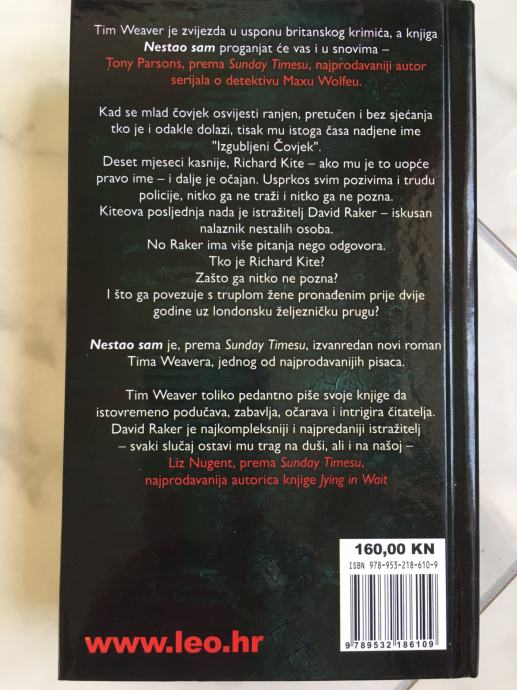 Tim Weaver je zvijezda u usponu britanskog krimića, a knjiga
Nestao sam proganjat će vas i u snovima –
Tony Parsons, prema Sunday Timesu, najprodavaniji autor
serijala o detektivu Maxu Wolfeu.
Kad se mlad čovjek osvijesti ranjen, pretučen i bez sjećanja
tko je i odakle dolazi, tisak mu istoga časa nadjene ime
"Izgubljeni Čovjek".
Deset mjeseci kasnije, Richard Kite – ako mu je to uopće
pravo ime – i dalje je očajan. Usprkos svim pozivima i trudu
policije, nitko ga ne traži i nitko ga ne pozna.
Kiteova posljednja nada je istražitelj David Raker – iskusan
nalaznik nestalih osoba.
No Raker ima više pitanja nego odgovora.
Tko je Richard Kite?
Zašto ga nitko ne pozna?
I što ga povezuje s truplom žene pronađenim prije dvije
godine uz londonsku željezničku prugu?
Nestao sam je, prema Sunday Timesu, izvanredan novi roman
Tima Weavera, jednog od najprodavanijih pisaca.
Tim Weaver toliko pedantno piše svoje knjige da
istovremeno podučava, zabavlja, očarava i intrigira čitatelja.
David Raker je najkompleksniji i najpredaniji istražitelj
– svaki slučaj ostavi mu trag na duši, ali i na našoj –
Liz Nugent, prema Sunday Timesu,
najprodavanija autorica knjige Jying in Wait
160,00 KN
ISBN 978-953-218-610-9
9 789532 186109
www.leo.hr